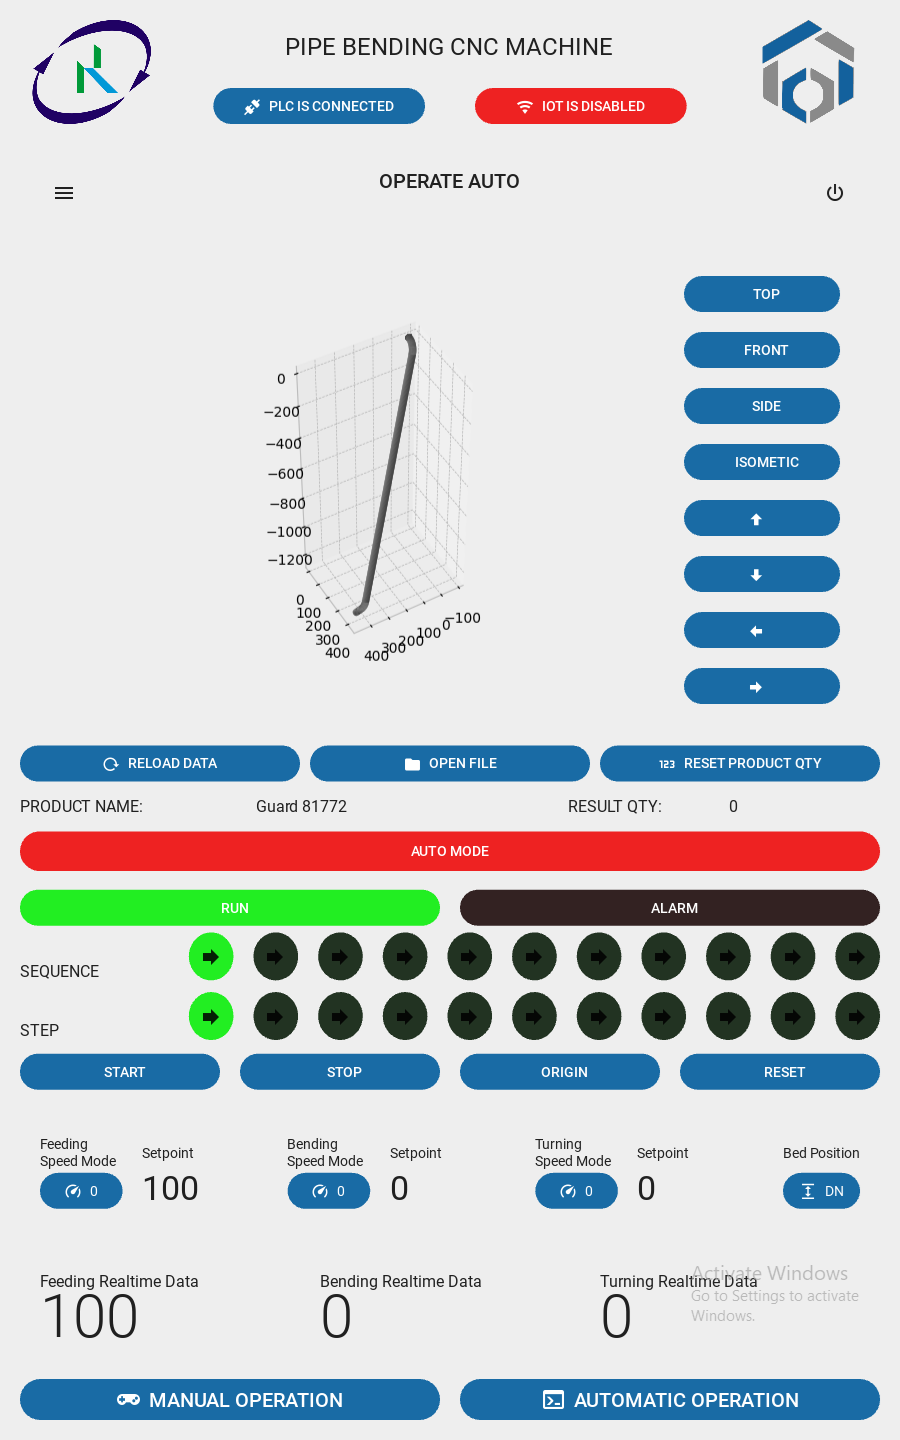 PIPE BENDING CNC MACHINE
PLC IS CONNECTED
IOT IS DISABLED
OPERATE AUTO
TOP
FRONT
SIDE
ISOMETIC
0
−200
−400
−600
−800
−1000
−1200
0
100
200
300
400
400
300
200
100
0
−100
RELOAD DATA
OPEN FILE
123 RESET PRODUCT QTY
PRODUCT NAME: Guard 81772 RESULT QTY: 0
AUTO MODE
RUN
ALARM
SEQUENCE
STEP
START
STOP
ORIGIN
RESET
Feeding
Speed Mode
0
Setpoint
100
Bending
Speed Mode
0
Setpoint
0
Turning
Speed Mode
0
Setpoint
0
Bed Position
DN
Feeding Realtime Data
100
Bending Realtime Data
0
Turning Realtime Data
0
Activate Windows
Go to Settings to activate
Windows.
MANUAL OPERATION
AUTOMATIC OPERATION